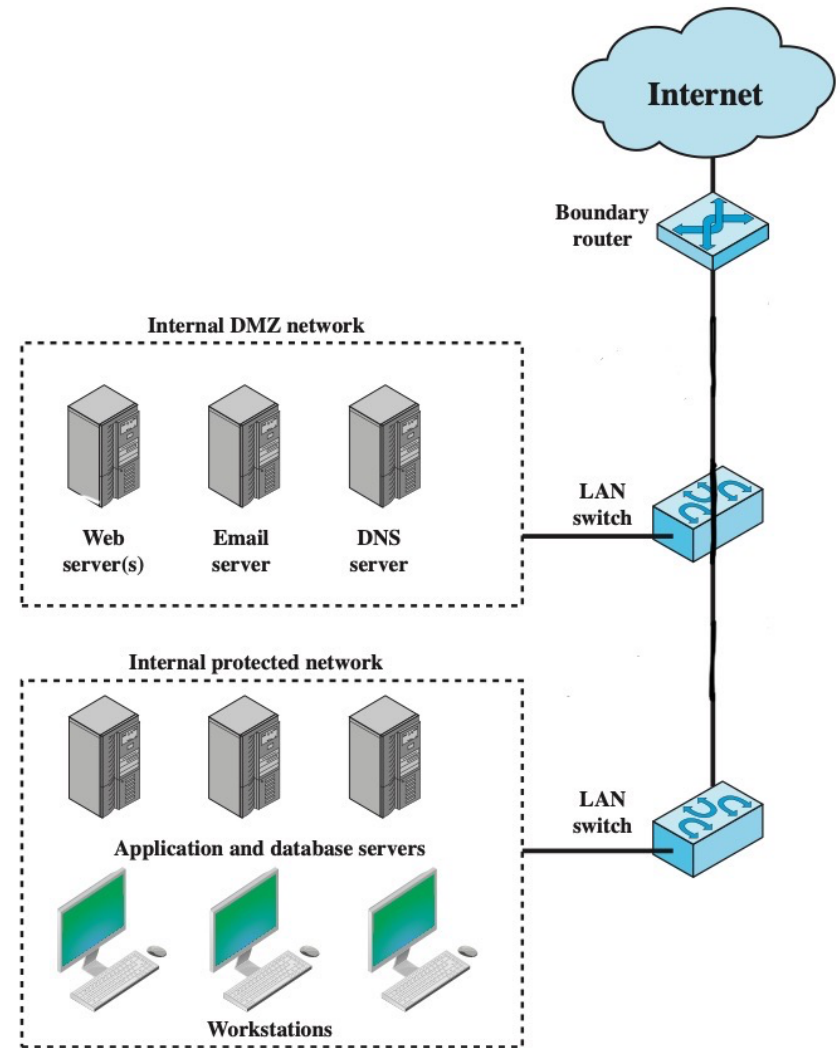 Internet
Boundary
router
Internal DMZ network
Web
server(s)
Email
server
DNS
server
LAN
switch
Internal protected network
Application and database servers
Workstations
LAN
switch